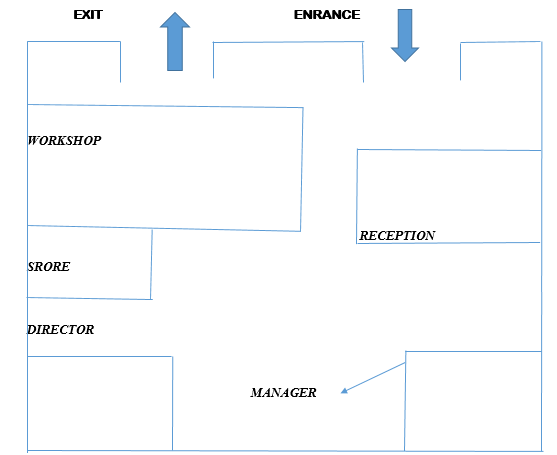 EXIT
ENRANCE
WORKSHOP
RECEPTION
SRORE
DIRECTOR
MANAGER